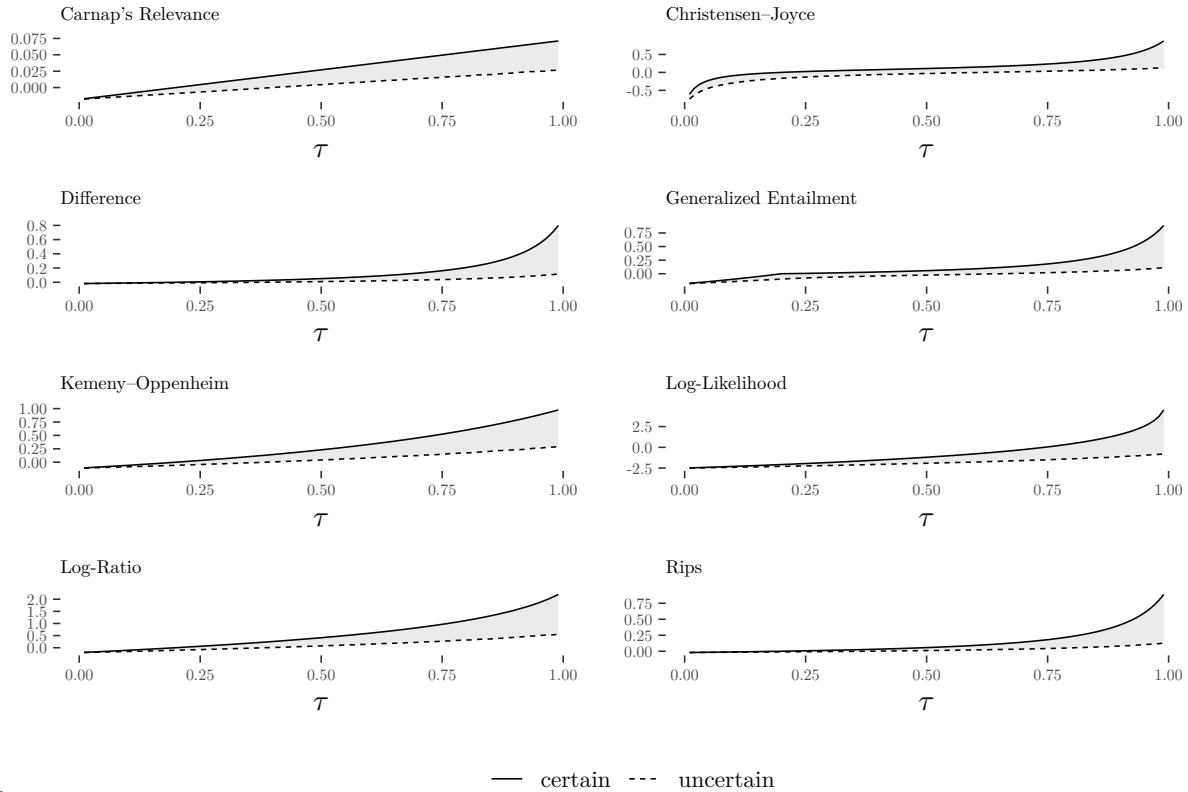 Carnap's Relevance
0.075
0.050
0.025
0.000
0.00 0.25 0.50 0.75 1.00
τ
Christensen–Joyce
0.5
0.0
-0.5
0.00 0.25 0.50 0.75 1.00
τ
Difference
0.8
0.6
0.4
0.2
0.0
0.00 0.25 0.50 0.75 1.00
τ
Generalized Entailment
0.75
0.50
0.25
0.00
0.00 0.25 0.50 0.75 1.00
τ
Kemeny–Oppenheim
1.00
0.75
0.50
0.25
0.00
0.00 0.25 0.50 0.75 1.00
τ
Log-Likelihood
2.5
0.0
-2.5
0.00 0.25 0.50 0.75 1.00
τ
Log-Ratio
2.0
1.5
1.0
0.5
0.0
0.00 0.25 0.50 0.75 1.00
τ
Rips
0.75
0.50
0.25
0.00
0.00 0.25 0.50 0.75 1.00
τ
certain uncertain